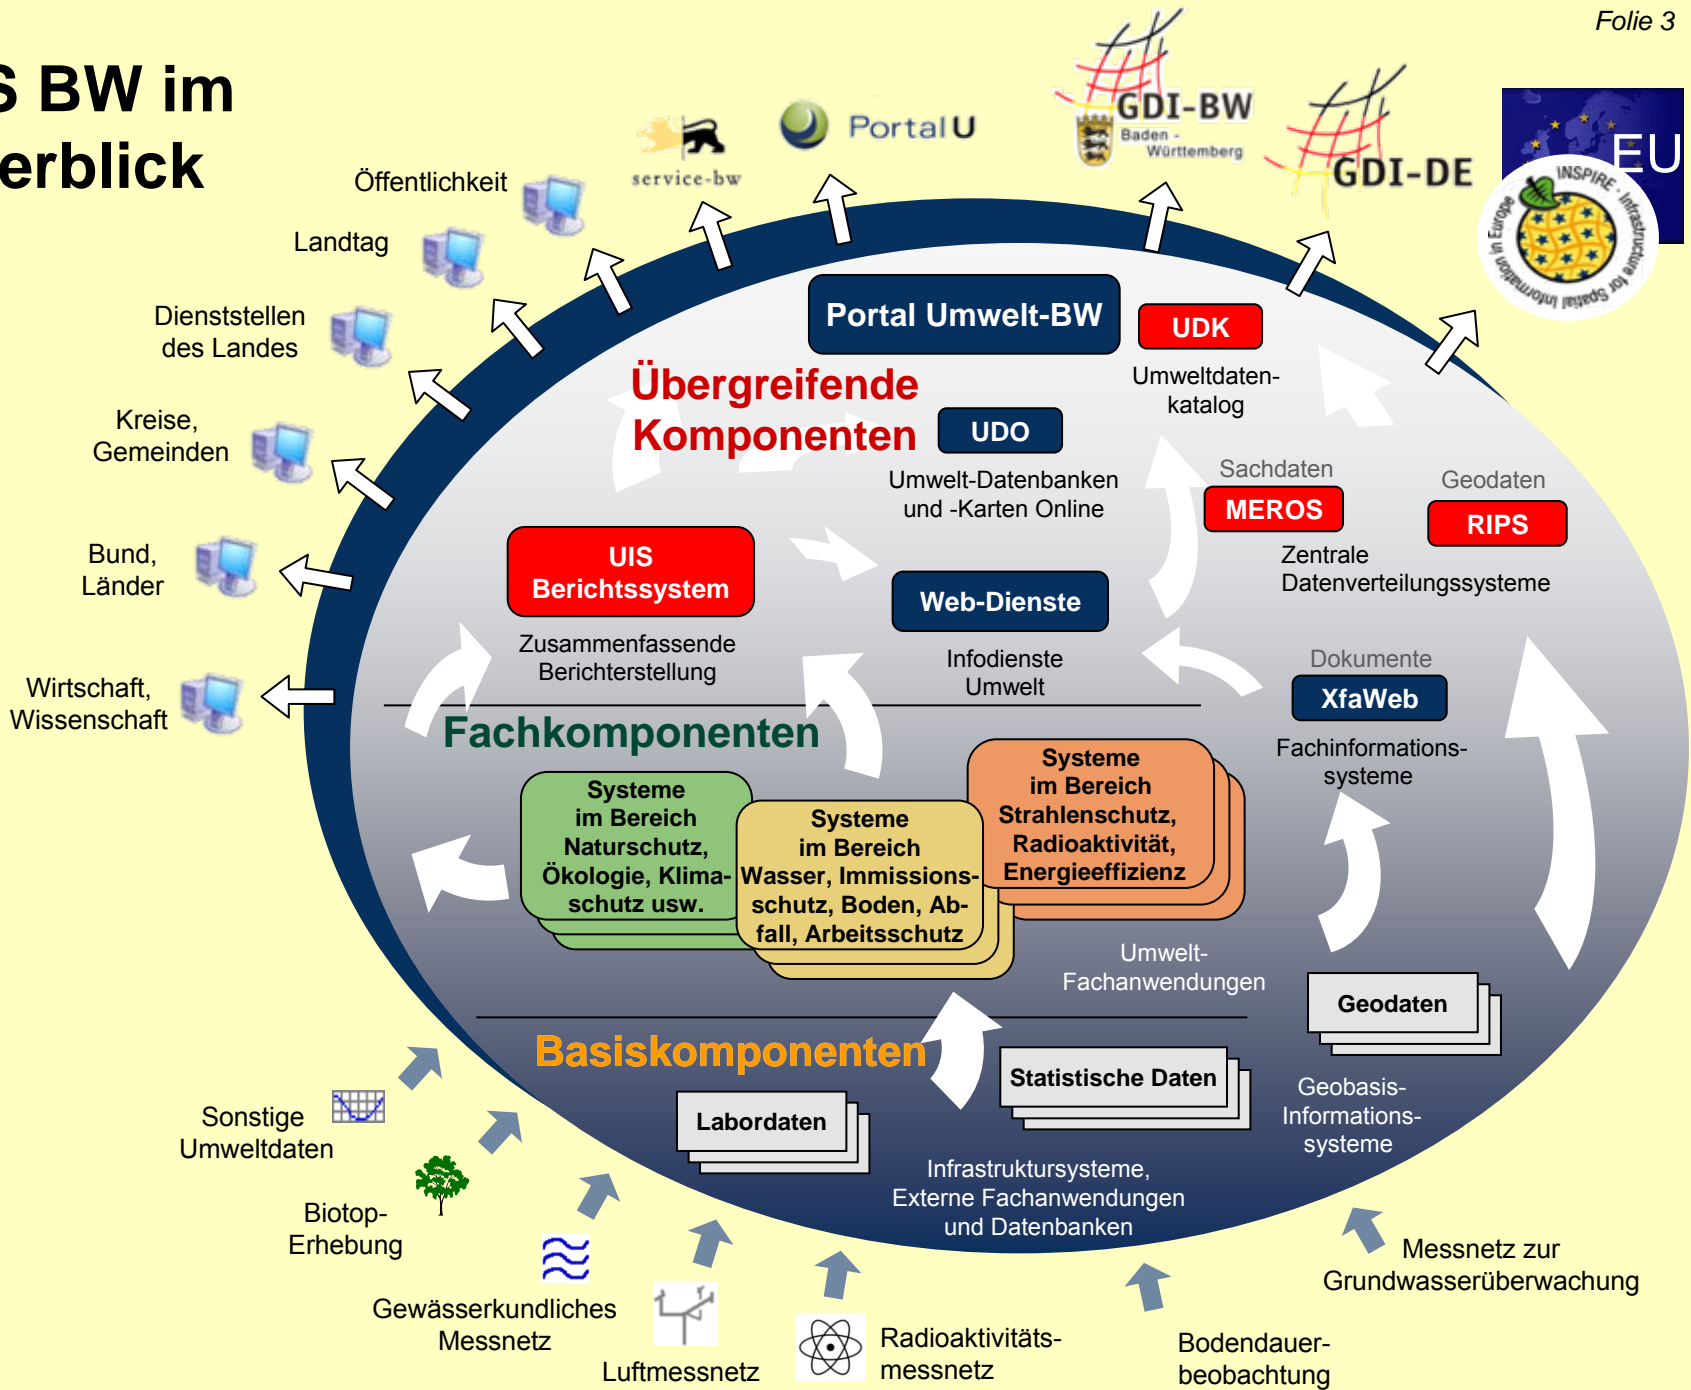 Folie 3
S BW im
erblick
service-bw
Portal U
GDI-BW
Baden -
Württemberg
GDI-DE
EU
INSPIRE · Infrastructure for Spatial Information in Europe
Öffentlichkeit
Landtag
Dienststellen
des Landes
Kreise,
Gemeinden
Bund,
Länder
Wirtschaft,
Wissenschaft
Portal Umwelt-BW
UDK
Umweltdaten-
katalog
Übergreifende
Komponenten
UDO
Umwelt-Datenbanken
und -Karten Online
Sachdaten
MEROS
Geodaten
RIPS
Zentrale
Datenverteilungssysteme
UIS
Berichtssystem
Zusammenfassende
Berichterstellung
Web-Dienste
Infodienste
Umwelt
Dokumente
XfaWeb
Fachinformations-
systeme
Fachkomponenten
Systeme
im Bereich
Naturschutz,
Ökologie, Klima-
schutz usw.
Systeme
im Bereich
Wasser, Immissions-
schutz, Boden, Ab-
fall, Arbeitsschutz
Systeme
im Bereich
Strahlenschutz,
Radioaktivität,
Energieeffizienz
Umwelt-
Fachanwendungen
Basiskomponenten
Labordaten
Statistische Daten
Geodaten
Geobasis-
Informations-
systeme
Infrastruktursysteme,
Externe Fachanwendungen
und Datenbanken
Sonstige
Umweltdaten
Biotop-
Erhebung
Gewässerkundliches
Messnetz
Luftmessnetz
Radioaktivitäts-
messnetz
Bodendauer-
beobachtung
Messnetz zur
Grundwasserüberwachung